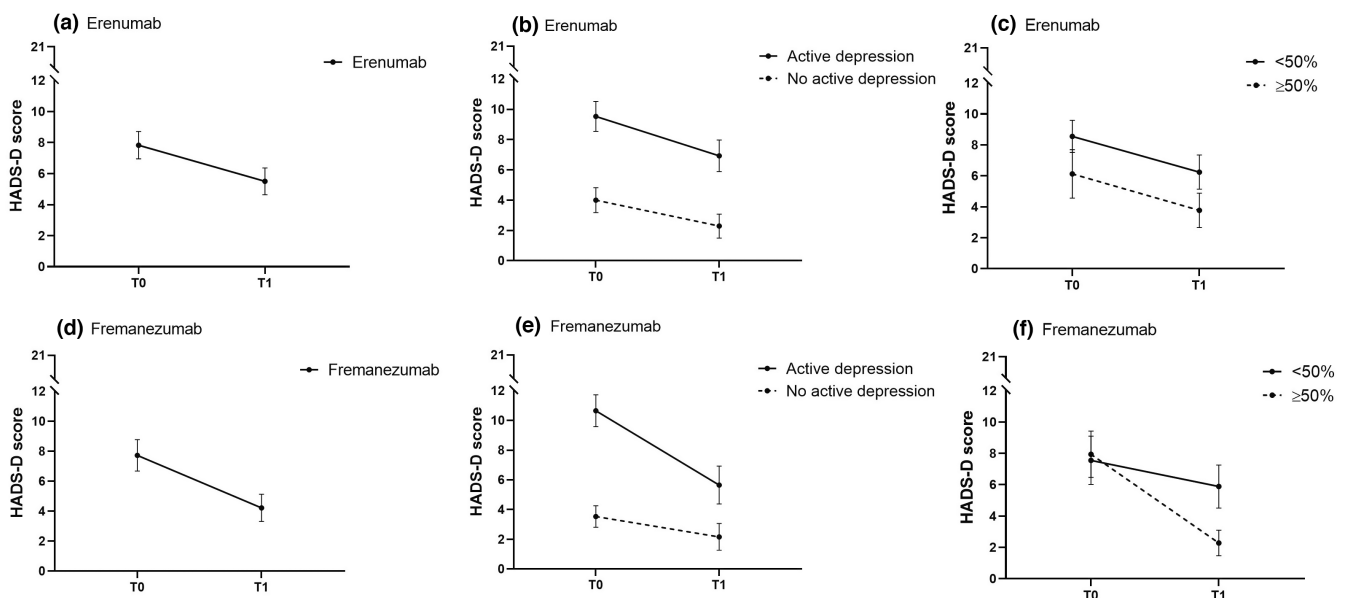 (a) Erenumab
21
12
10
8
6
4
2
0
HADS-D score
T0 T1
Erenumab
(b) Erenumab
21
12
10
8
6
4
2
0
HADS-D score
T0 T1
Active depression
No active depression
(c) Erenumab
21
12
10
8
6
4
2
0
HADS-D score
T0 T1
<50%
≥50%
(d) Fremanezumab
21
12
10
8
6
4
2
0
HADS-D score
T0 T1
Fremanezumab
(e) Fremanezumab
21
12
10
8
6
4
2
0
HADS-D score
T0 T1
Active depression
No active depression
(f) Fremanezumab
21
12
10
8
6
4
2
0
HADS-D score
T0 T1
<50%
≥50%